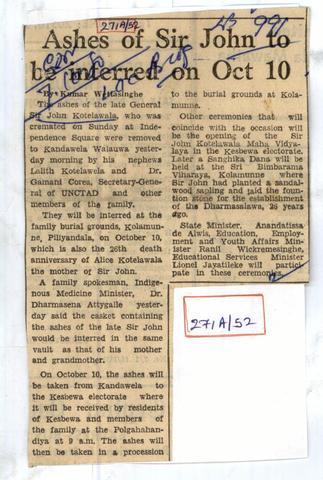 271A/52
991
Ashes of Sir John to
be interred on Oct 10
By Kumar Wetasinghe
The ashes of the late General
Sir John Kotelawala, who was
cremated on Sunday at Inde-
pendence Square were removed
to Kandawela Walauwa yester-
day morning by his nephews
Lalith Kotelawela and Dr.
Gamani Corea, Secretary-Gene-
ral of UNCTAD and other
members of the family.
They will be interred at the
family burial grounds, Kolamu-
ne, Piliyandala, on October 10,
which is also the 26th death
anniversary of Alice Kotelawala
the mother of Sir John.
A family spokesman, Indige-
nous Medicine Minister, Dr.
Dharmasena Attygalle yester-
day said the casket containing
the ashes of the late Sir John
would be interred in the same
vault as that of his mother
and grandmother.
On October 10, the ashes will
be taken from Kandawela to
the Kesbewa electorate where
it will be received by residents
of Kesbewa and members of
the family at the Polgahahan-
diya at 9 a.m. The ashes will
then be taken in a procession
to the burial grounds at Kola-
munne.
Other ceremonies that will
coincide with the occasion will
be the opening of the Sir
John Kotelawala Maha Vidya-
laya in the Kesbewa electorate.
Later a Sanghika Dana will be
held at the Sri Bimbarama
Viharaya, Kolamunne where
Sir John had planted a sandal-
wood sapling and laid the foun-
dation stone for the establishment
of the Dharmasalawa, 26 years
ago.
State Minister, Anandatissa
de Alwis, Education, Employ-
ment and Youth Affairs Min-
ister Ranil Wickremesinghe,
Educational Services Minister
Lionel Jayatileke will partici-
pate in these ceremonies.
271A/52